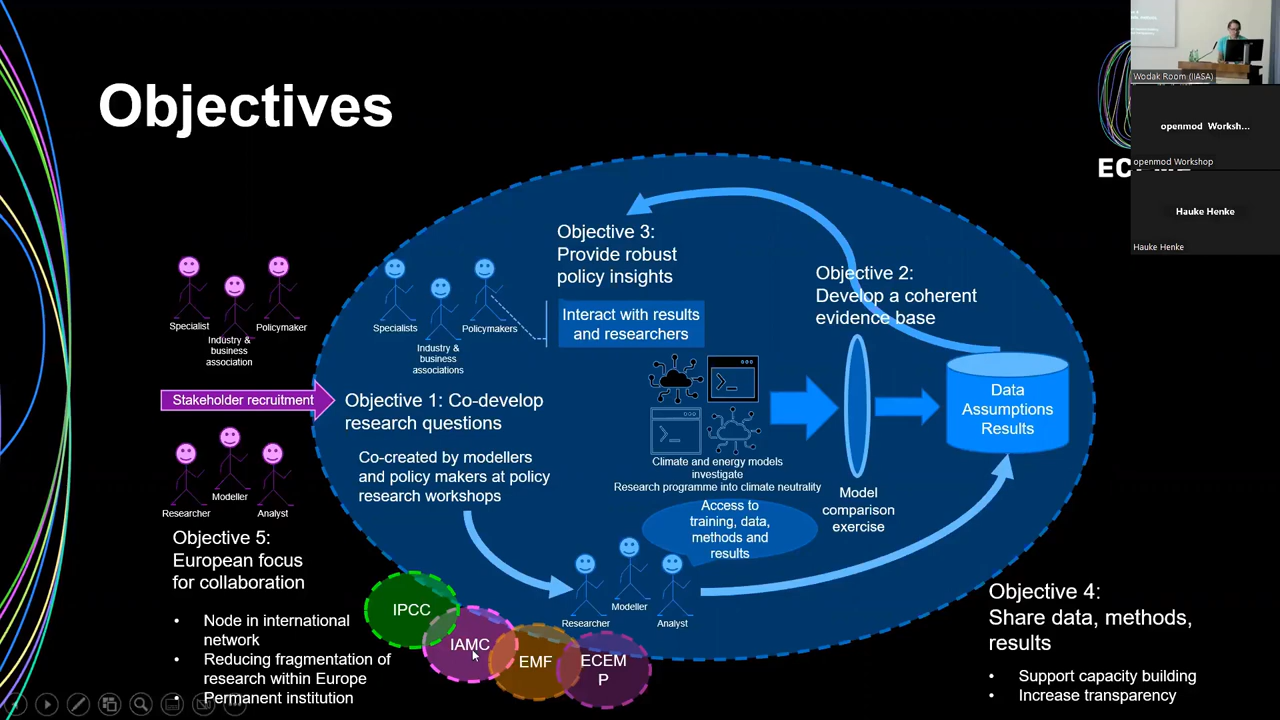 Objectives
Wodak Room (IIASA)
openmod Worksh...
openmod Workshop
Hauke Henke
Hauke Henke
Specialist
Policymaker
Industry &
business
association
Stakeholder recruitment
Researcher
Modeller
Analyst
Objective 5:
European focus
for collaboration
• Node in international
network
• Reducing fragmentation of
research within Europe
• Permanent institution
Specialists
Policymakers
Industry &
business
associations
Objective 1: Co-develop
research questions
Co-created by modellers
and policy makers at policy
research workshops
Objective 3:
Provide robust
policy insights
Interact with results
and researchers
Climate and energy models
investigate
Research programme into climate neutrality
Access to
training, data,
methods and
results
Researcher
Modeller
Analyst
Objective 2:
Develop a coherent
evidence base
Model
comparison
exercise
Data
Assumptions
Results
IPCC
IAMC
EMF
ECEM
P
Objective 4:
Share data, methods,
results
• Support capacity building
• Increase transparency